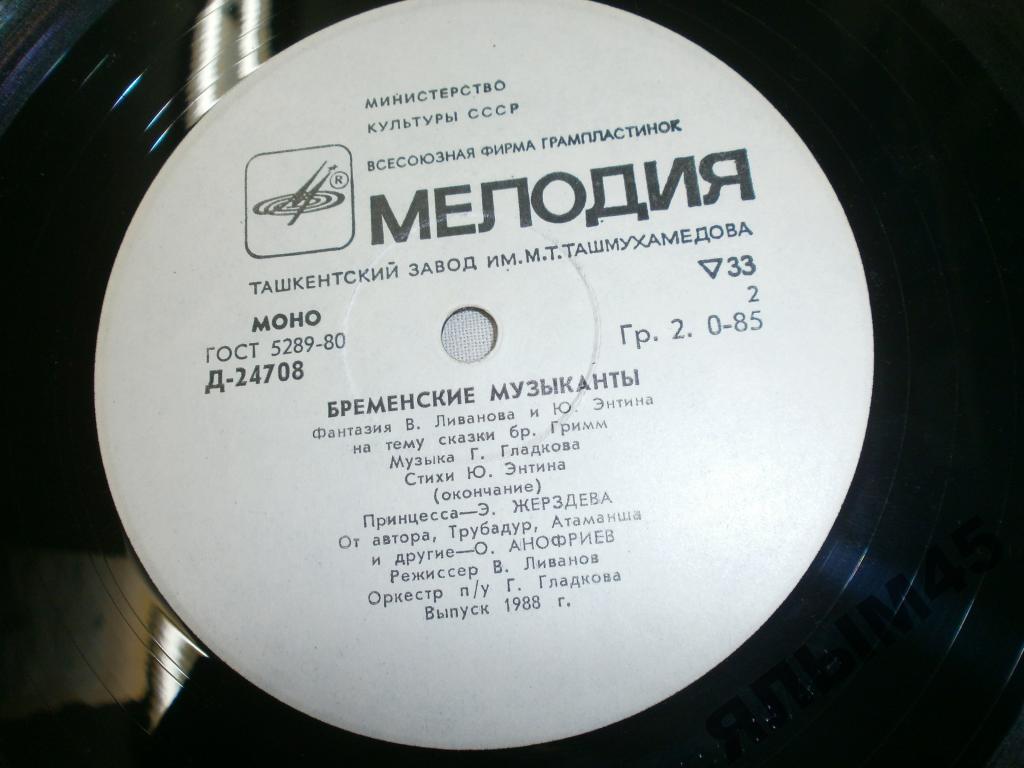 МИНИСТЕРСТВО
КУЛЬТУРЫ СССР
ВСЕСОЮЗНАЯ ФИРМА ГРАМПЛАСТИНОК
®
МЕЛОДИЯ
ТАШКЕНТСКИЙ ЗАВОД ИМ.М.Т.ТАШМУХАМЕДОВА
МОНО
▽33
ГОСТ 5289-80
2
Д-24708
Гр. 2. 0-85
БРЕМЕНСКИЕ МУЗЫКАНТЫ
Фантазия В. Ливанова и Ю. Энтина
на тему сказки бр. Гримм
Музыка Г. Гладкова
Стихи Ю. Энтина
(окончание)
Принцесса—Э. ЖЕРЗДЕВА
От автора, Трубадур, Атаманша
и другие—О. АНОФРИЕВ
Режиссер В. Ливанов
Оркестр п/у Г. Гладкова
Выпуск 1988 г.
ЯЛЫМ45